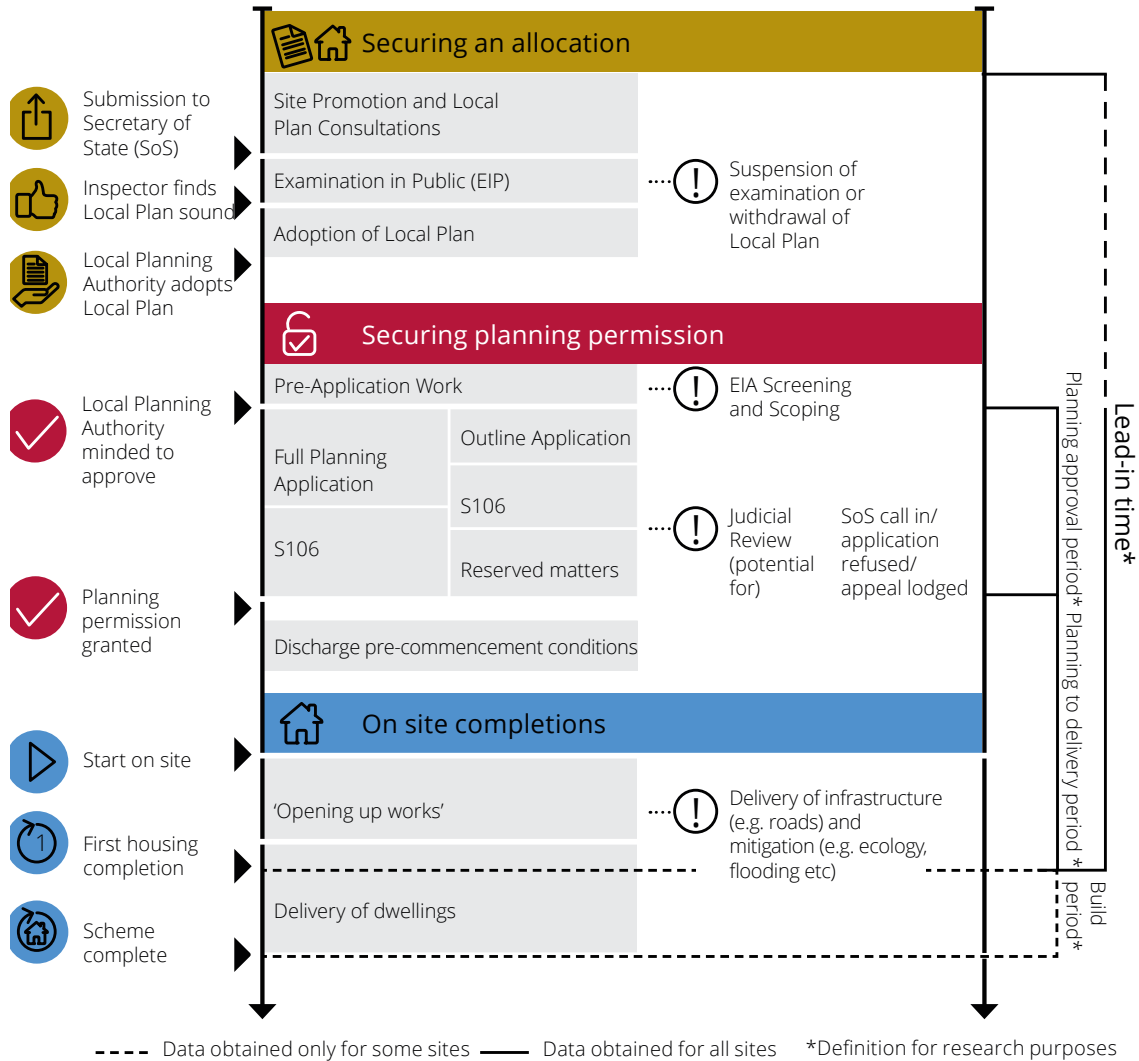 Securing an allocation
Submission to
Secretary of
State (SoS)
Site Promotion and Local
Plan Consultations
Inspector finds
Local Plan sound
Examination in Public (EIP)
!
Suspension of
examination or
withdrawal of
Local Plan
Adoption of Local Plan
Local Planning
Authority adopts
Local Plan
Securing planning permission
Pre-Application Work
!
EIA Screening
and Scoping
Local Planning
Authority
minded to
approve
Full Planning
Application
Outline Application
S106
S106
Reserved matters
!
Judicial
Review
(potential
for)
SoS call in/
application
refused/
appeal lodged
Planning
permission
granted
Discharge pre-commencement conditions
On site completions
Start on site
'Opening up works'
!
Delivery of infrastructure
(e.g. roads) and
mitigation (e.g. ecology,
flooding etc)
1
First housing
completion
Delivery of dwellings
Scheme
complete
Lead-in time*
Planning approval period*
Planning to delivery period *
Build
period*
Data obtained only for some sites
Data obtained for all sites
*Definition for research purposes